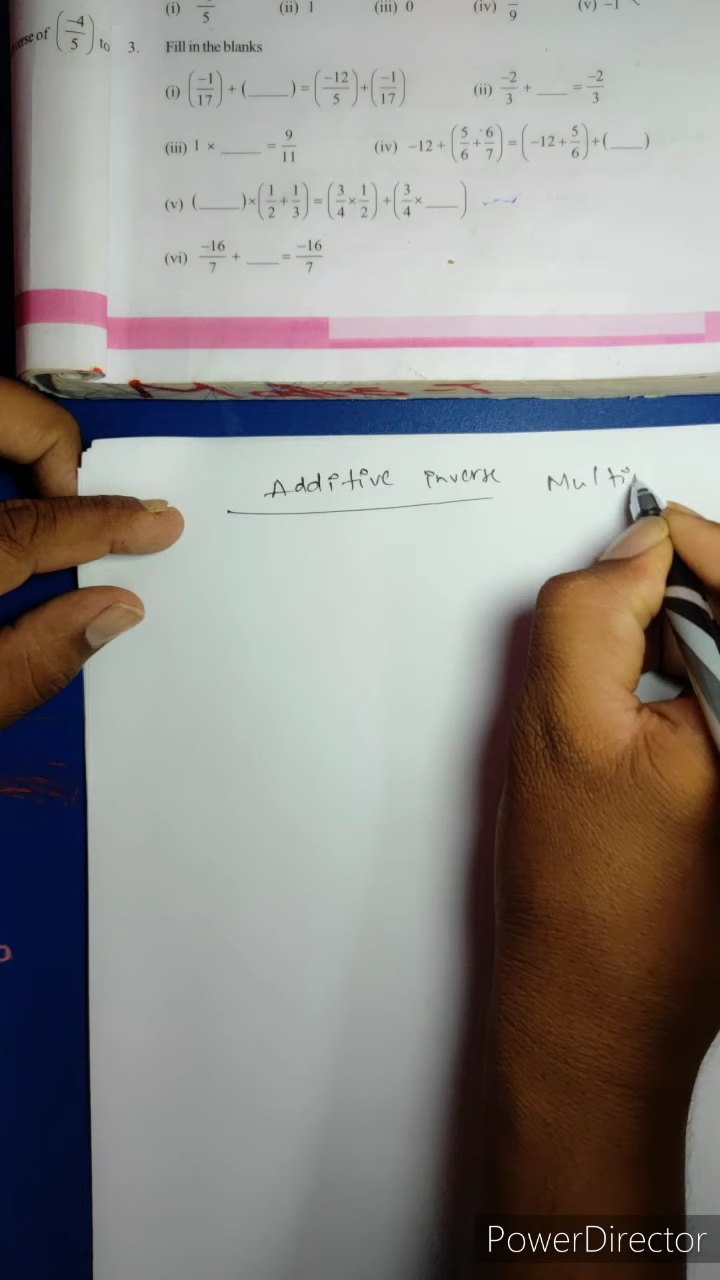 (i) 5 (ii) 1 (iii) 0 (iv) 9 (v) −1
erse of (−4/5) to
3. Fill in the blanks
(i) (−1/17) + (____) = (−12/5) + (−1/17) (ii) −2/3 + ____ = −2/3
(iii) 1 × ____ = 9/11 (iv) −12 + (5/6 + 6/7) = (−12 + 5/6) + (____)
(v) (____) × (1/2 + 1/3) = (3/4 × 1/2) + (3/4 × ____)
(vi) −16/7 + ____ = −16/7
Additive inverse Multi
PowerDirector